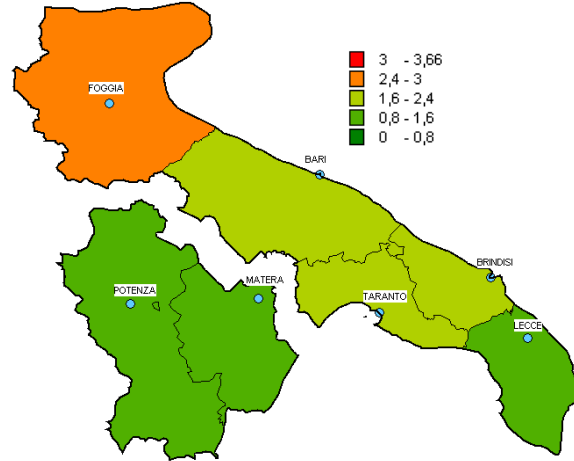 3 - 3,66
2,4 - 3
FOGGIA
1,6 - 2,4
0,8 - 1,6
0 - 0,8
BARI
BRINDISI
MATERA
POTENZA
TARANTO
LECCE